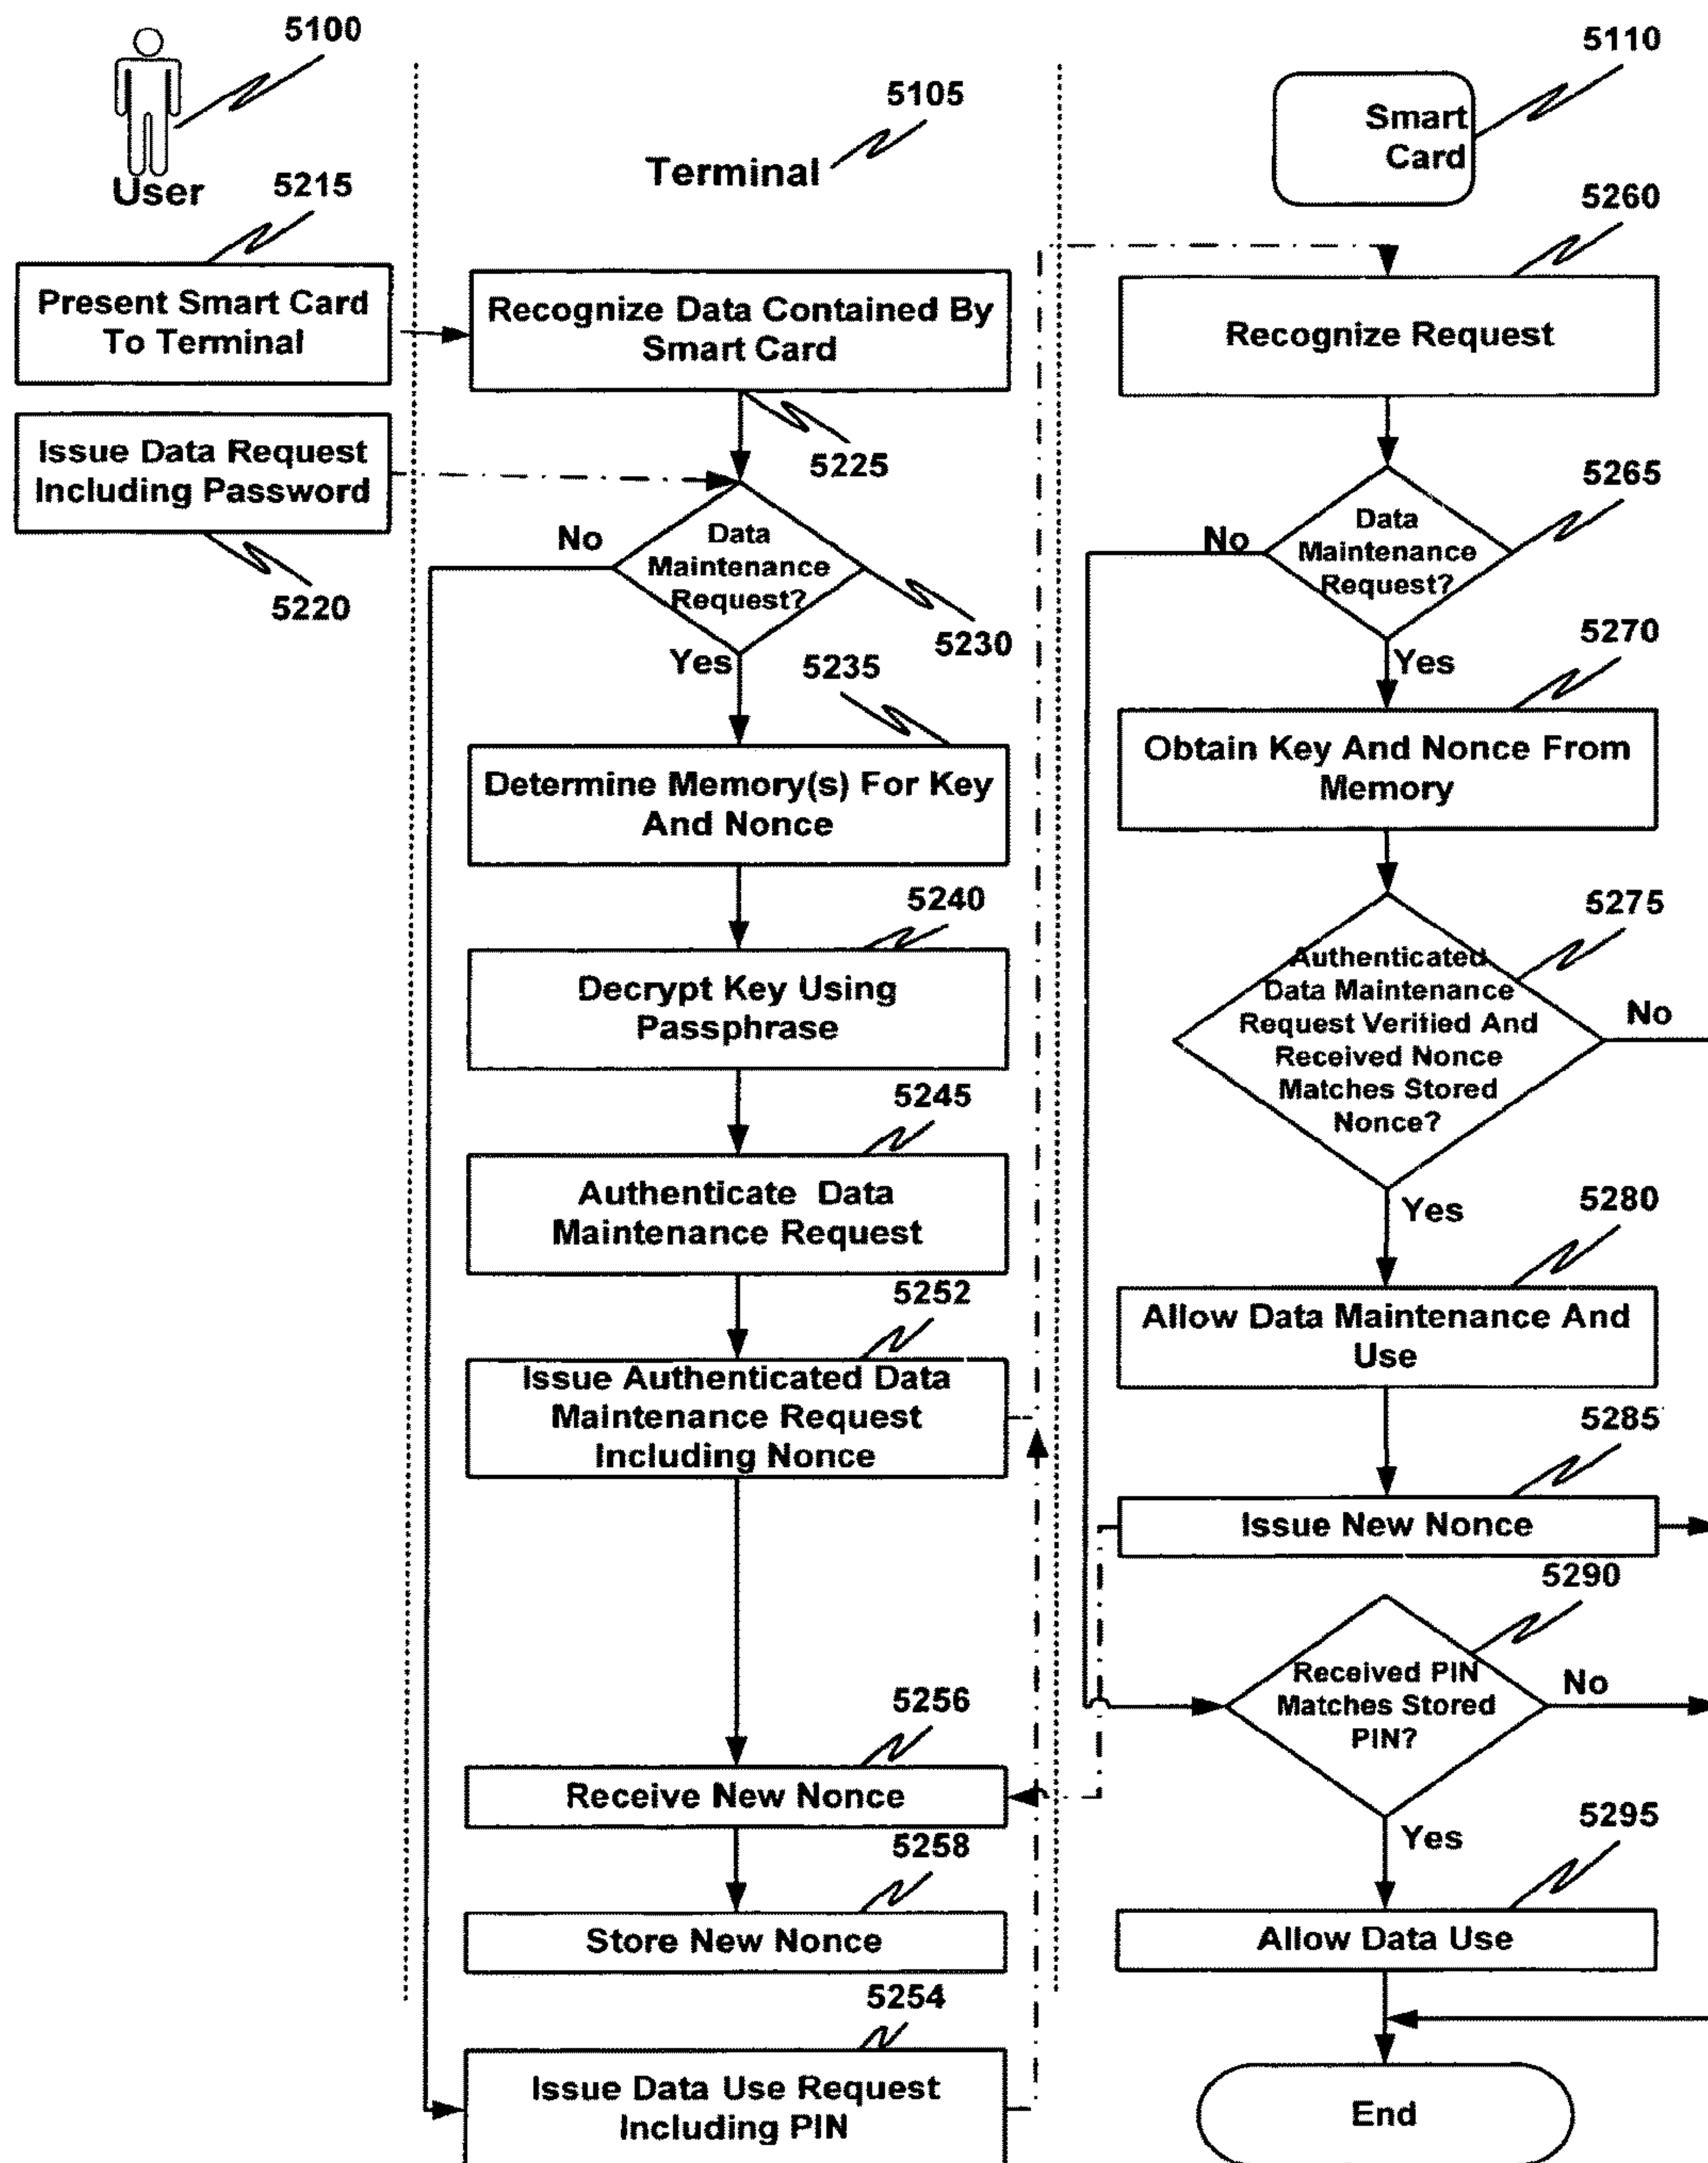 5100
User
5215
Present Smart Card
To Terminal
Issue Data Request
Including Password
5220
5105
Terminal
Recognize Data Contained By
Smart Card
5225
No
Data
Maintenance
Request?
5230
Yes
5235
Determine Memory(s) For Key
And Nonce
5240
Decrypt Key Using
Passphrase
5245
Authenticate Data
Maintenance Request
5252
Issue Authenticated Data
Maintenance Request
Including Nonce
5256
Receive New Nonce
5258
Store New Nonce
5254
Issue Data Use Request
Including PIN
5110
Smart
Card
5260
Recognize Request
5265
No
Data
Maintenance
Request?
5270
Yes
Obtain Key And Nonce From
Memory
5275
Authenticated
Data Maintenance
Request Verified And
Received Nonce
Matches Stored
Nonce?
No
Yes
5280
Allow Data Maintenance And
Use
5285
Issue New Nonce
5290
Received PIN
Matches Stored
PIN?
No
Yes
5295
Allow Data Use
End